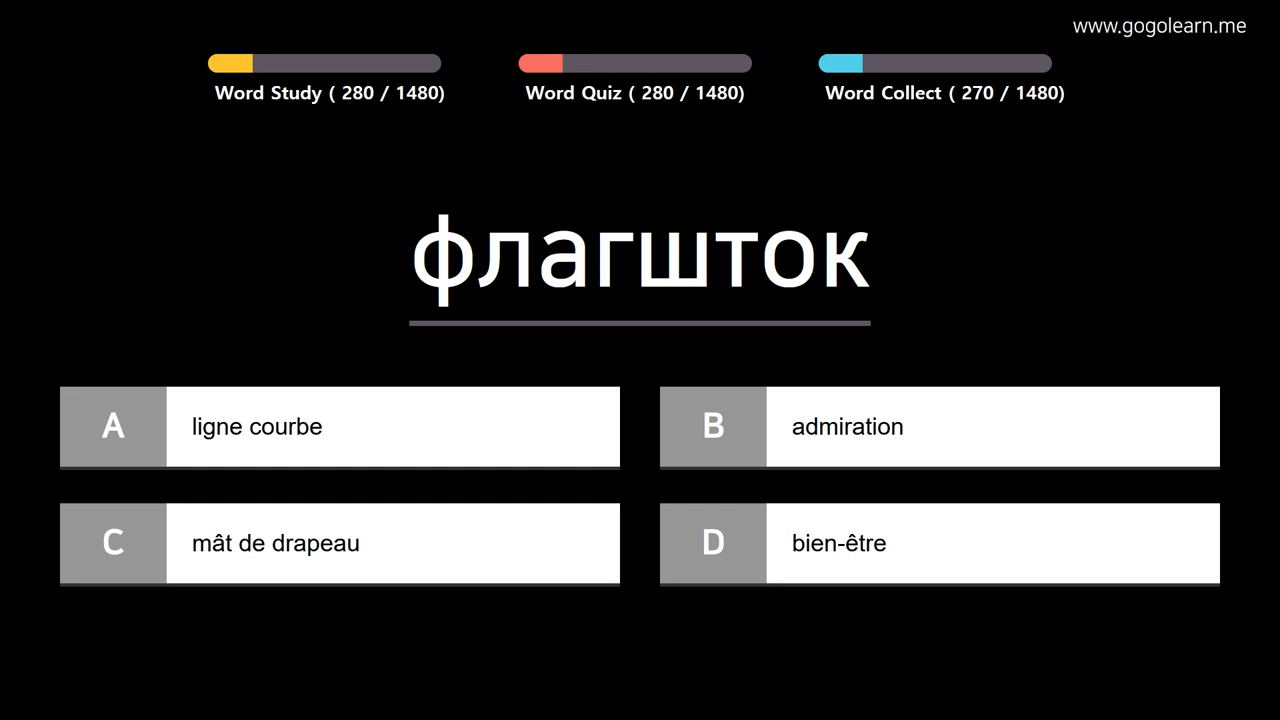 www.gogolearn.me
Word Study ( 280 / 1480)
Word Quiz ( 280 / 1480)
Word Collect ( 270 / 1480)
флагшток
A ligne courbe
B admiration
C mât de drapeau
D bien-être